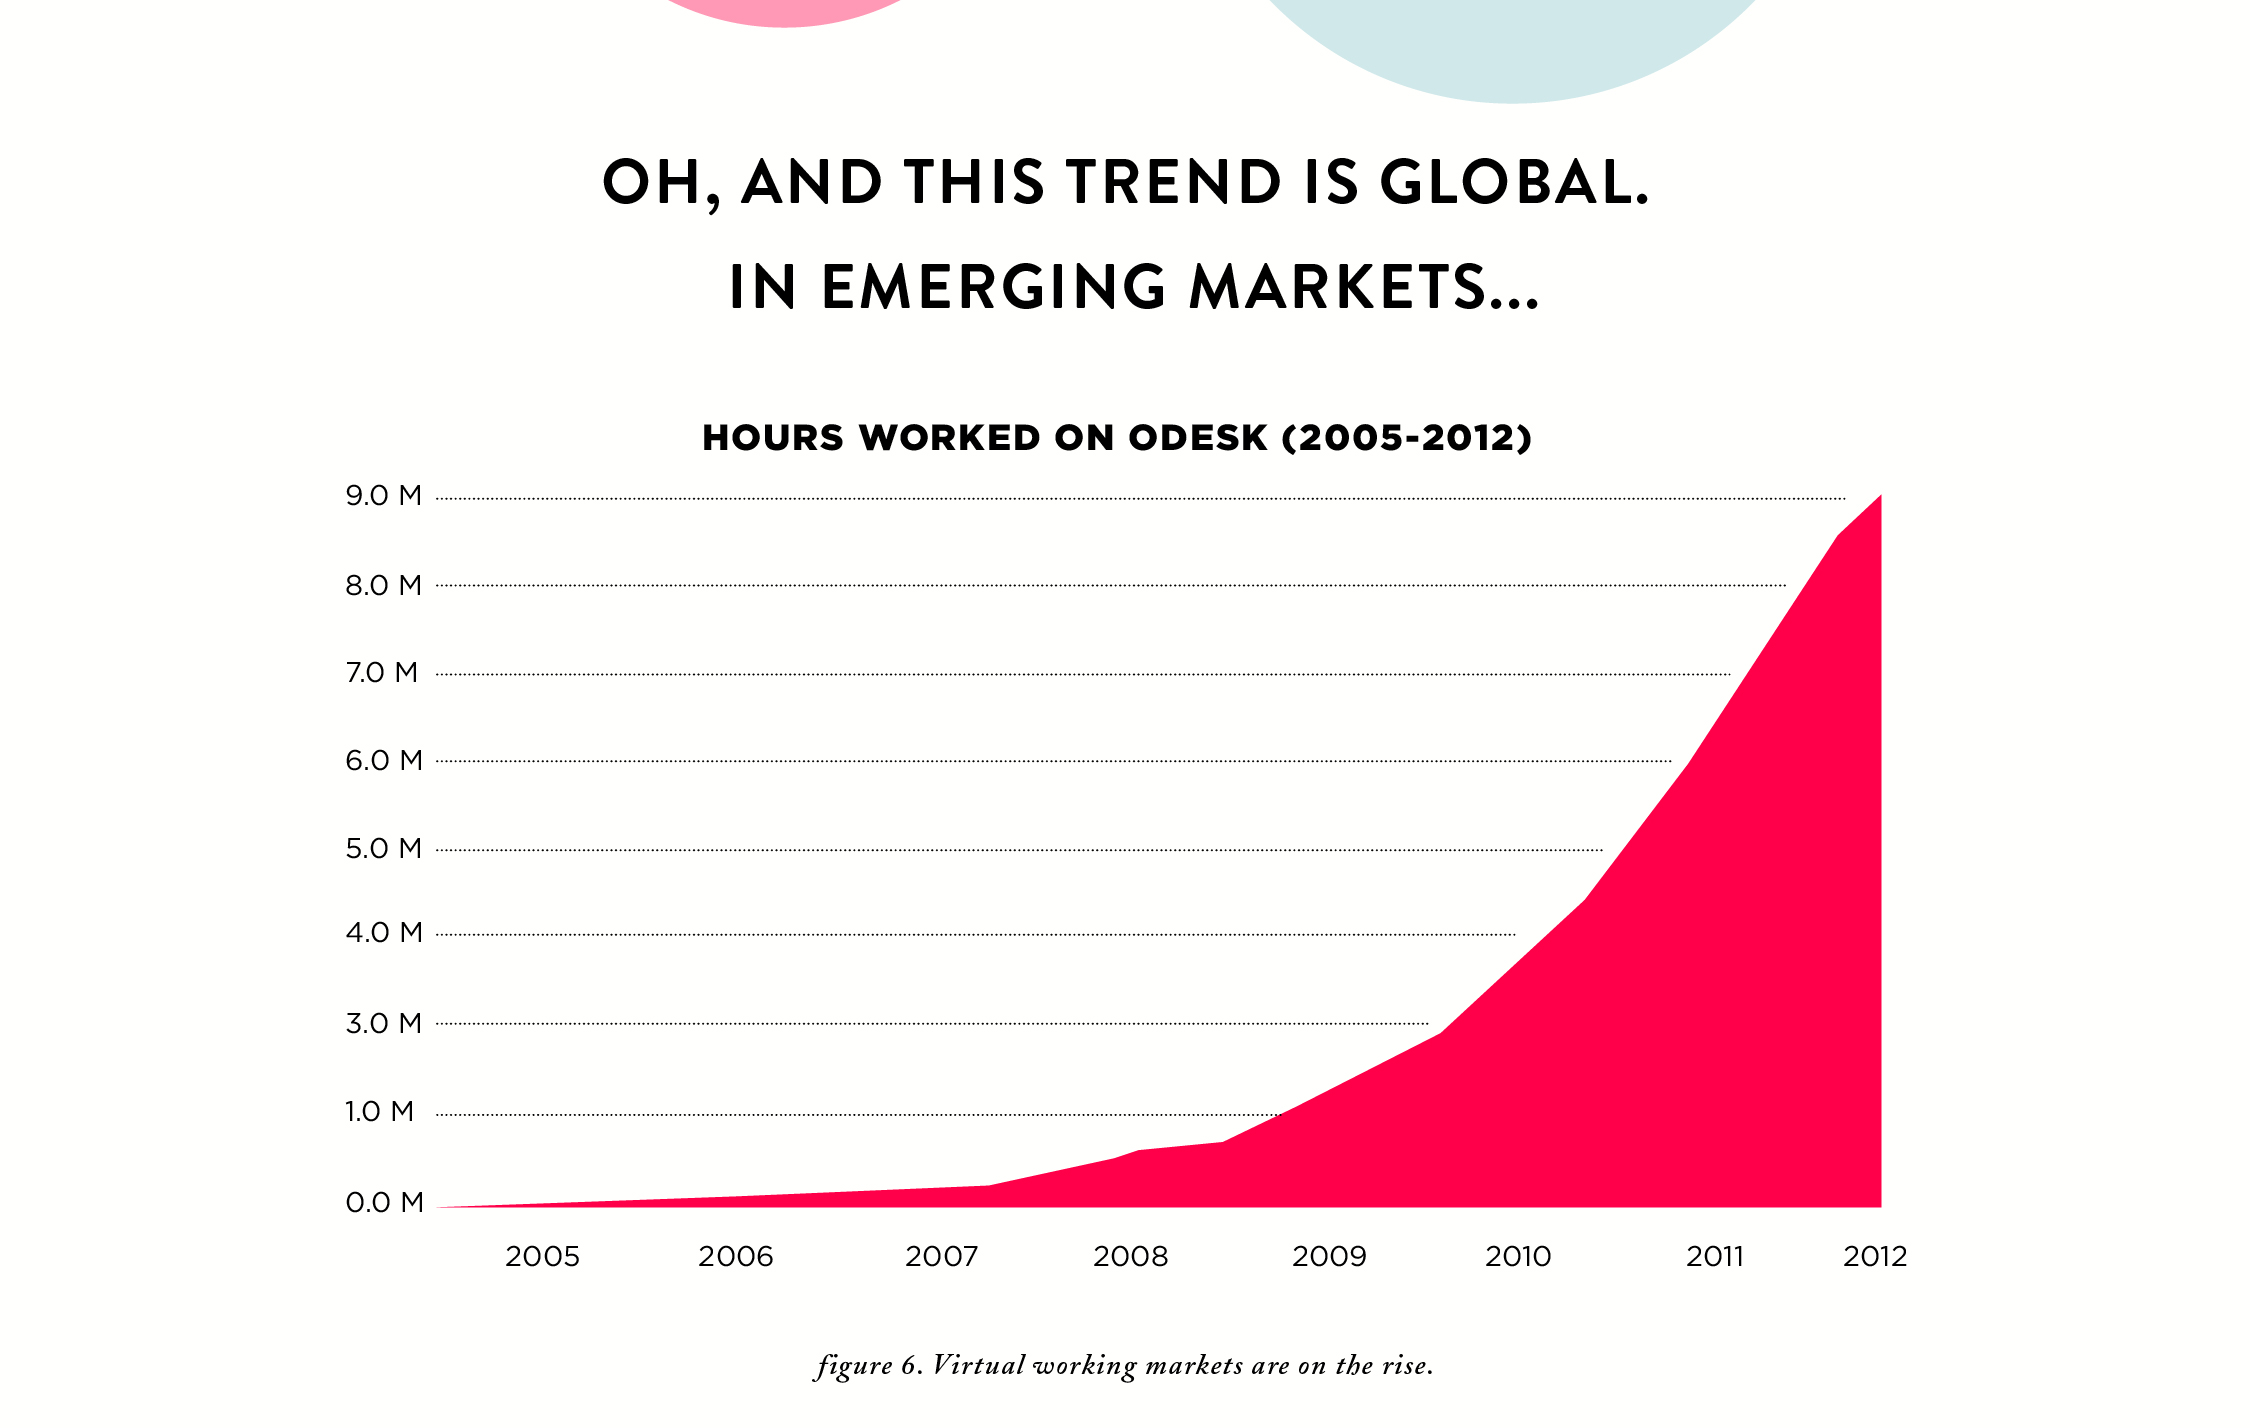 OH, AND THIS TREND IS GLOBAL.
IN EMERGING MARKETS...
HOURS WORKED ON ODESK (2005-2012)
9.0 M
8.0 M
7.0 M
6.0 M
5.0 M
4.0 M
3.0 M
1.0 M
0.0 M
2005 2006 2007 2008 2009 2010 2011 2012
figure 6. Virtual working markets are on the rise.